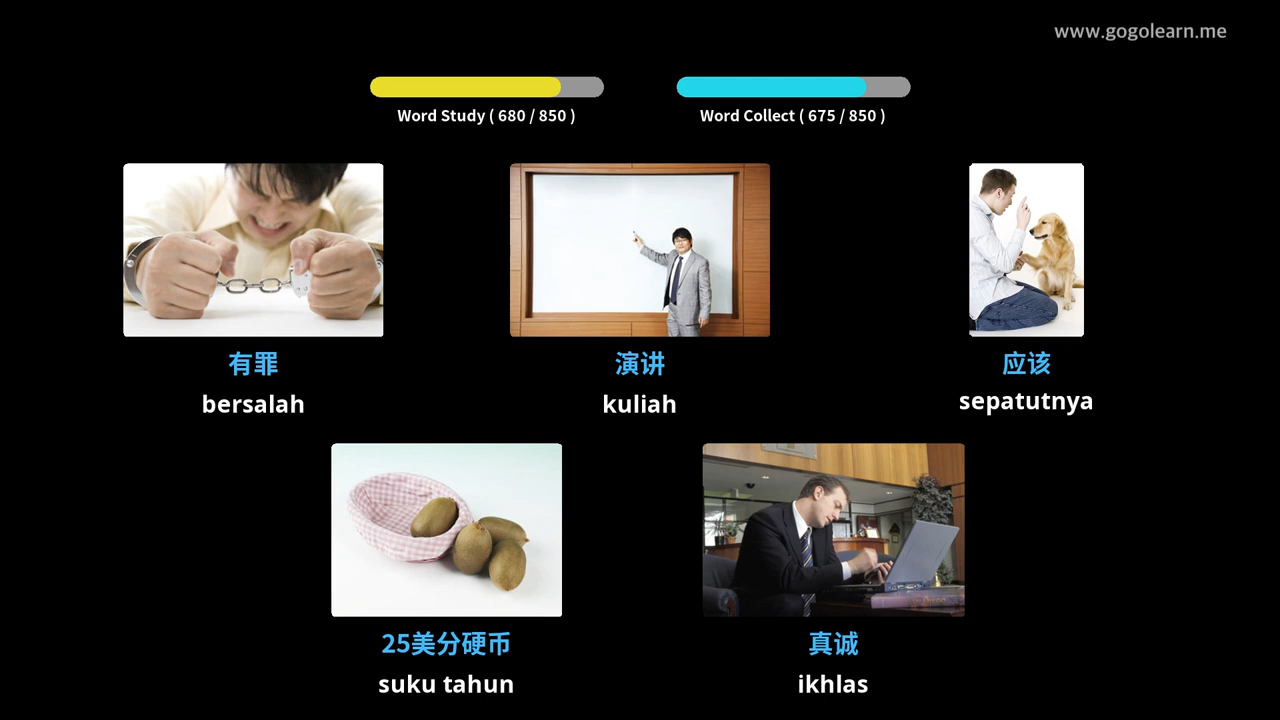 www.gogolearn.me
Word Study ( 680 / 850 )
Word Collect ( 675 / 850 )
有罪
bersalah
演讲
kuliah
应该
sepatutnya
25美分硬币
suku tahun
真诚
ikhlas